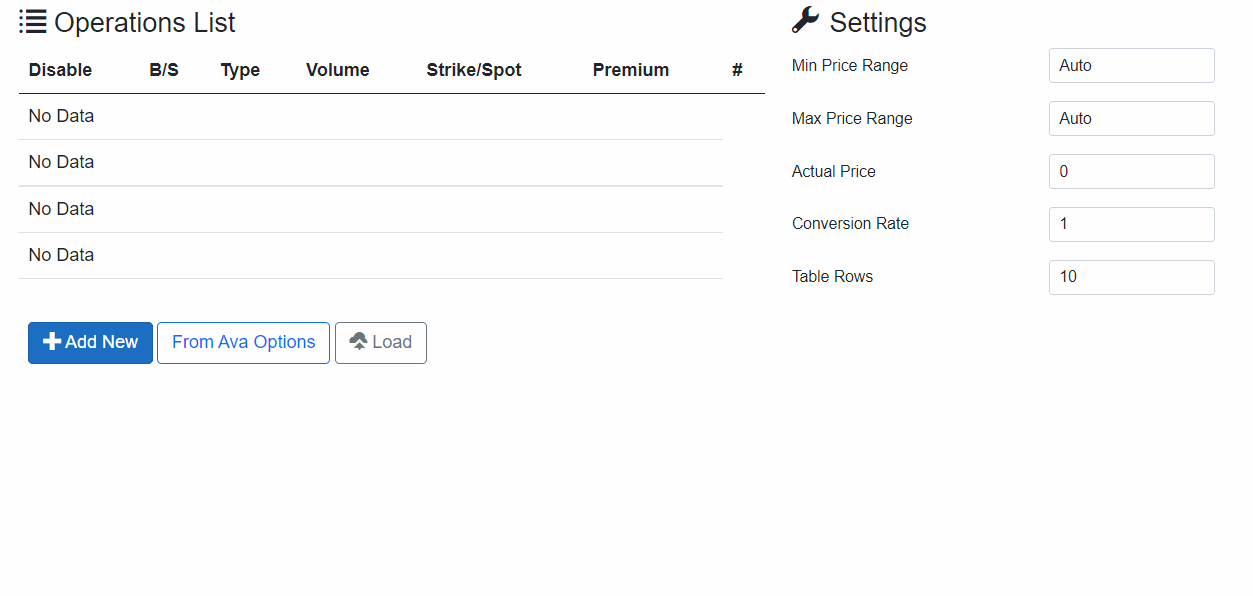 Operations List
Disable B/S Type Volume Strike/Spot Premium #
No Data
No Data
No Data
No Data
Add New From Ava Options Load
Settings
Min Price Range Auto
Max Price Range Auto
Actual Price 0
Conversion Rate 1
Table Rows 10